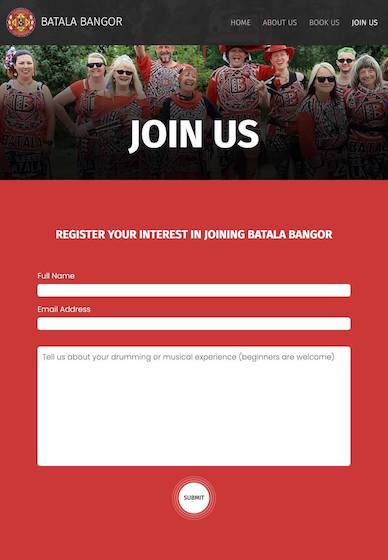 BATALA BANGOR
HOME ABOUT US BOOK US JOIN US
JOIN US
REGISTER YOUR INTEREST IN JOINING BATALA BANGOR
Full Name
Email Address
Tell us about your drumming or musical experience (beginners are welcome)
SUBMIT